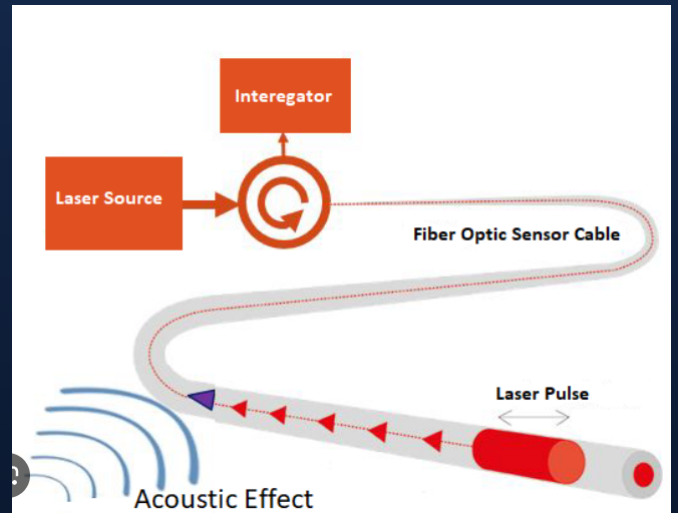 Interegator
Laser Source
Fiber Optic Sensor Cable
Laser Pulse
Acoustic Effect